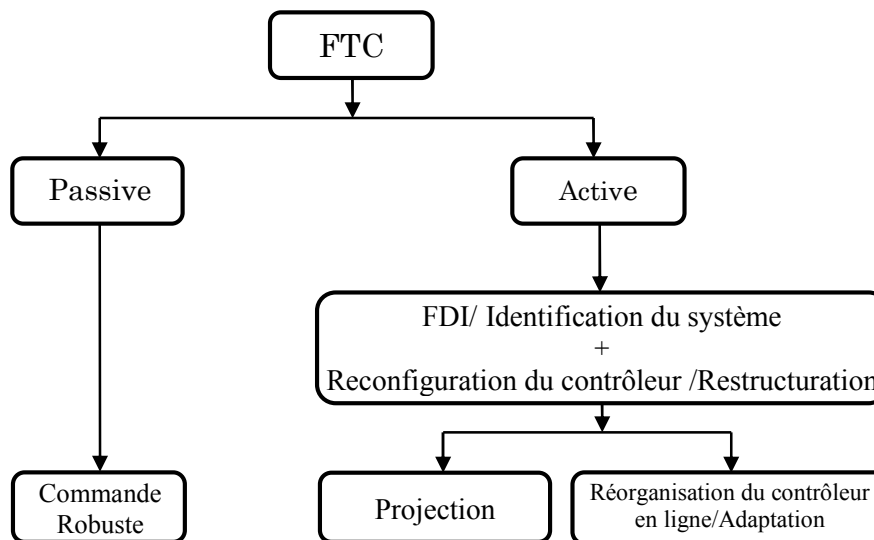 FTC
Passive
Active
FDI/ Identification du système
+
Reconfiguration du contrôleur /Restructuration
Commande
Robuste
Projection
Réorganisation du contrôleur
en ligne/Adaptation